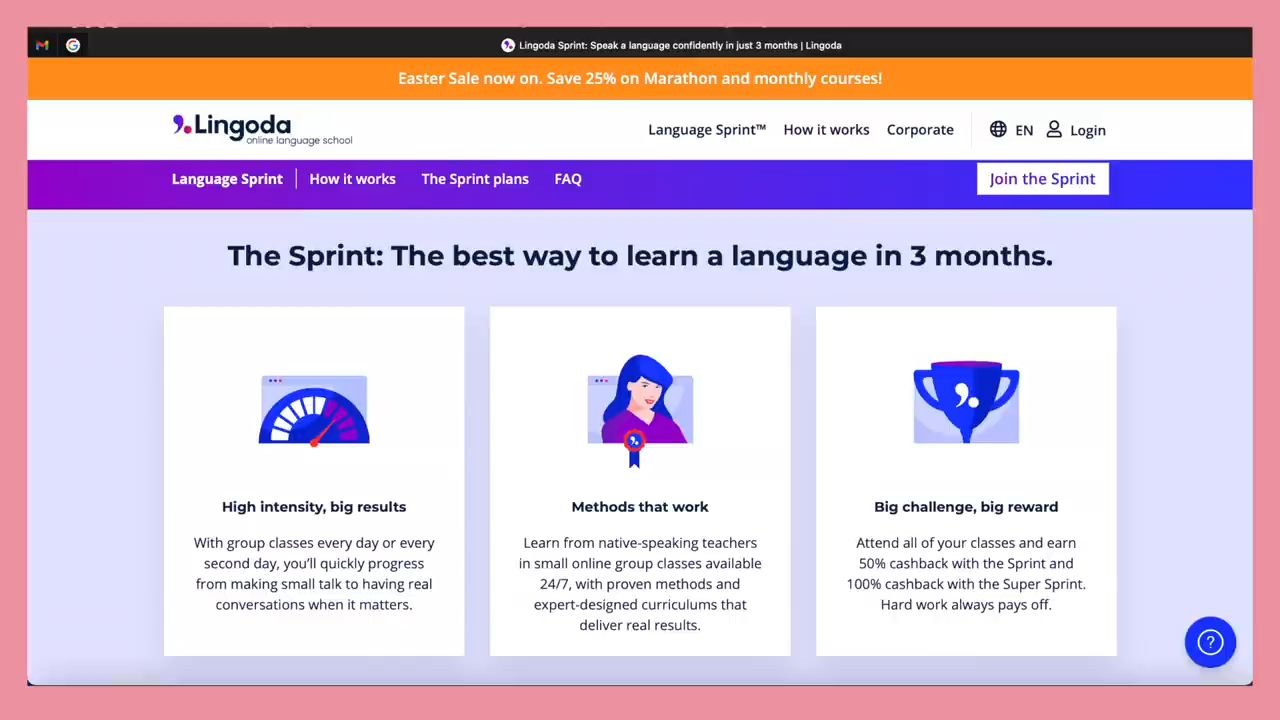 Lingoda Sprint: Speak a language confidently in just 3 months | Lingoda
Easter Sale now on. Save 25% on Marathon and monthly courses!
Lingoda
online language school
Language Sprint™ How it works Corporate EN Login
Language Sprint How it works The Sprint plans FAQ Join the Sprint
The Sprint: The best way to learn a language in 3 months.
High intensity, big results
With group classes every day or every
second day, you'll quickly progress
from making small talk to having real
conversations when it matters.
Methods that work
Learn from native-speaking teachers
in small online group classes available
24/7, with proven methods and
expert-designed curriculums that
deliver real results.
Big challenge, big reward
Attend all of your classes and earn
50% cashback with the Sprint and
100% cashback with the Super Sprint.
Hard work always pays off.